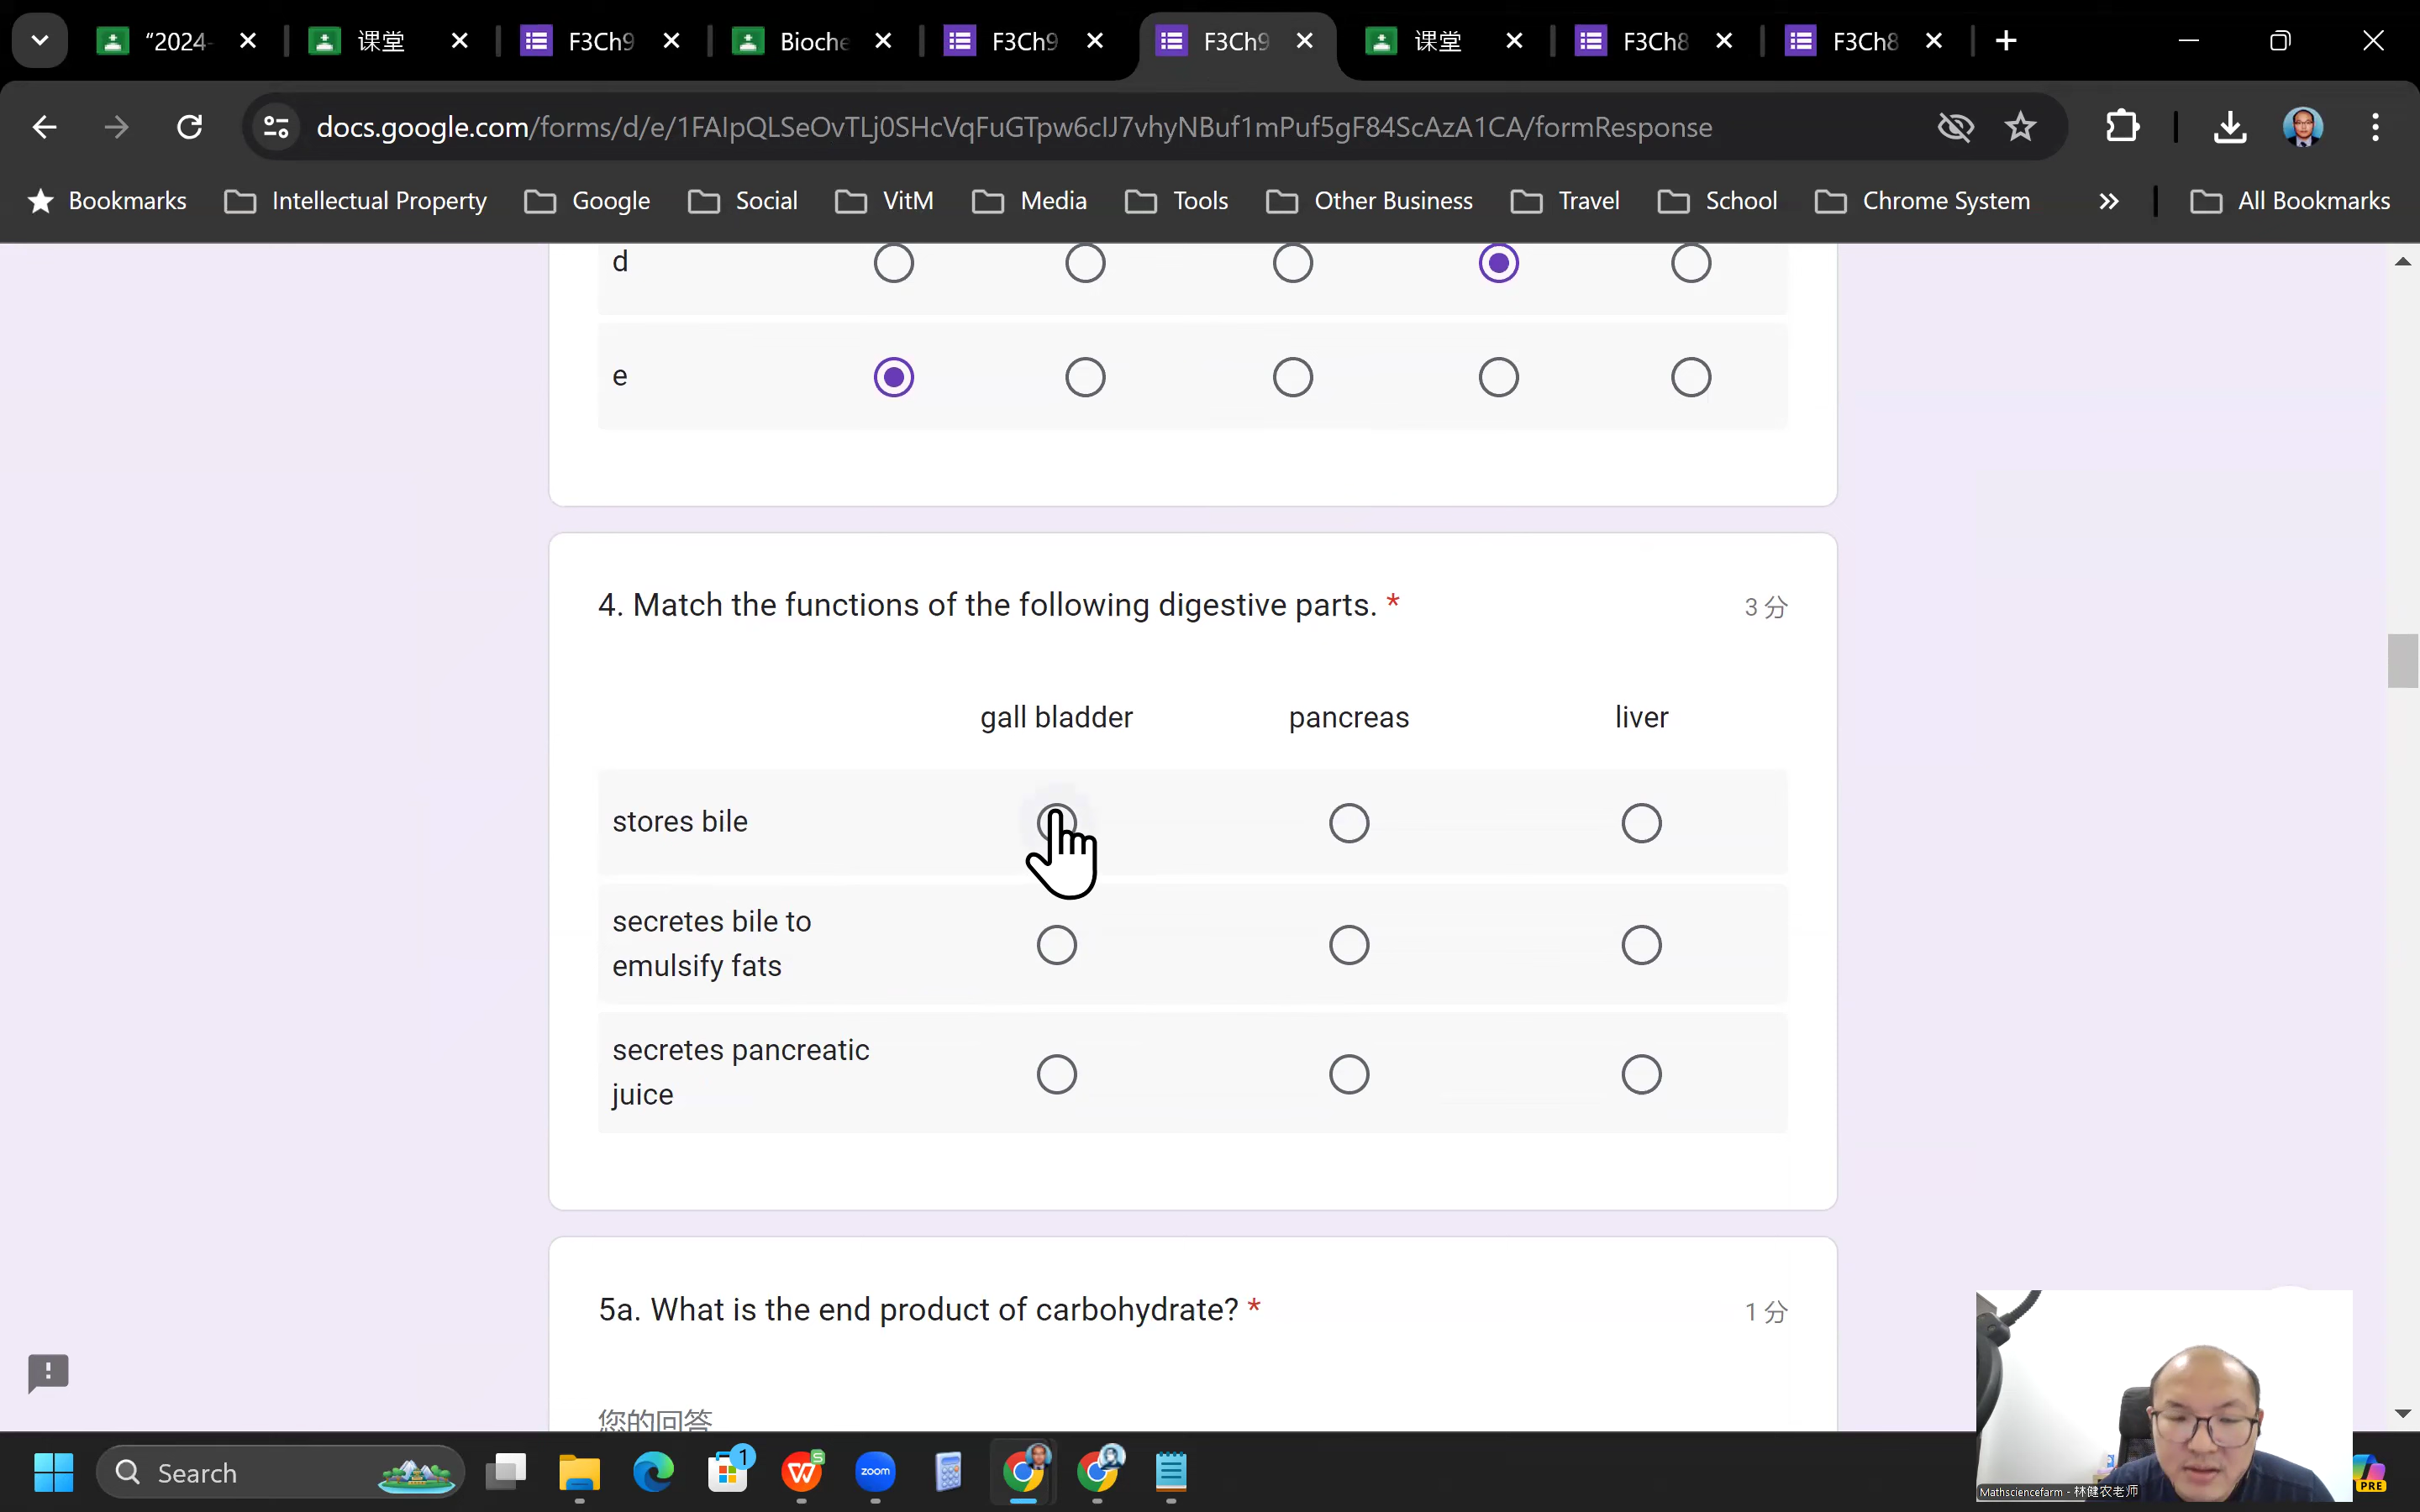 “2024-
课堂
F3Ch9
Bioche
F3Ch9
F3Ch9
课堂
F3Ch8
F3Ch8
docs.google.com/forms/d/e/1FAIpQLSeOvTLj0SHcVqFuGTpw6cIJ7vhyNBuf1mPuf5gF84ScAzA1CA/formResponse
Bookmarks
Intellectual Property
Google
Social
VitM
Media
Tools
Other Business
Travel
School
Chrome System
All Bookmarks
d
e
4. Match the functions of the following digestive parts. *
3 分
gall bladder
pancreas
liver
stores bile
secretes bile to
emulsify fats
secretes pancreatic
juice
5a. What is the end product of carbohydrate? *
1 分
您的回答
Search
1
zoom
PRE
Mathsciencefarm - 林健农老师